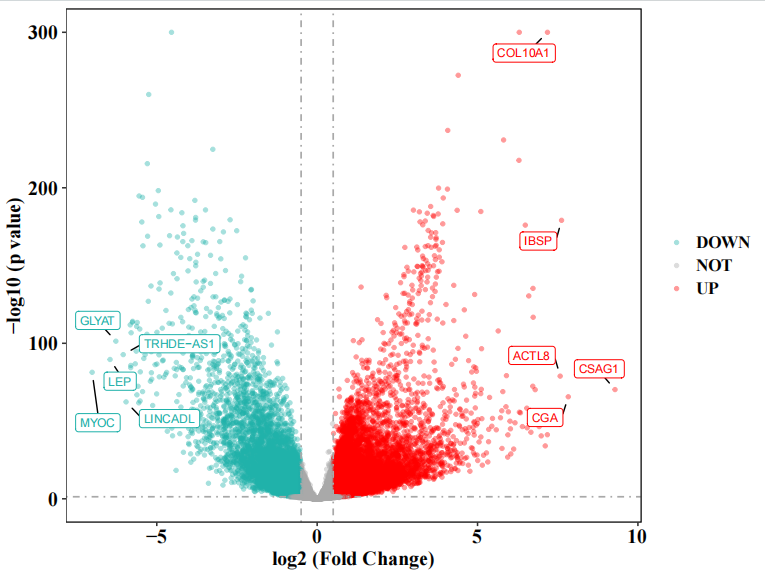 300
COL10A1
200
IBSP
DOWN
NOT
UP
GLYAT
TRHDE−AS1
100
ACTL8
CSAG1
LEP
MYOC
LINCADL
CGA
0
−5
0
5
10
log2 (Fold Change)
−log10 (p value)